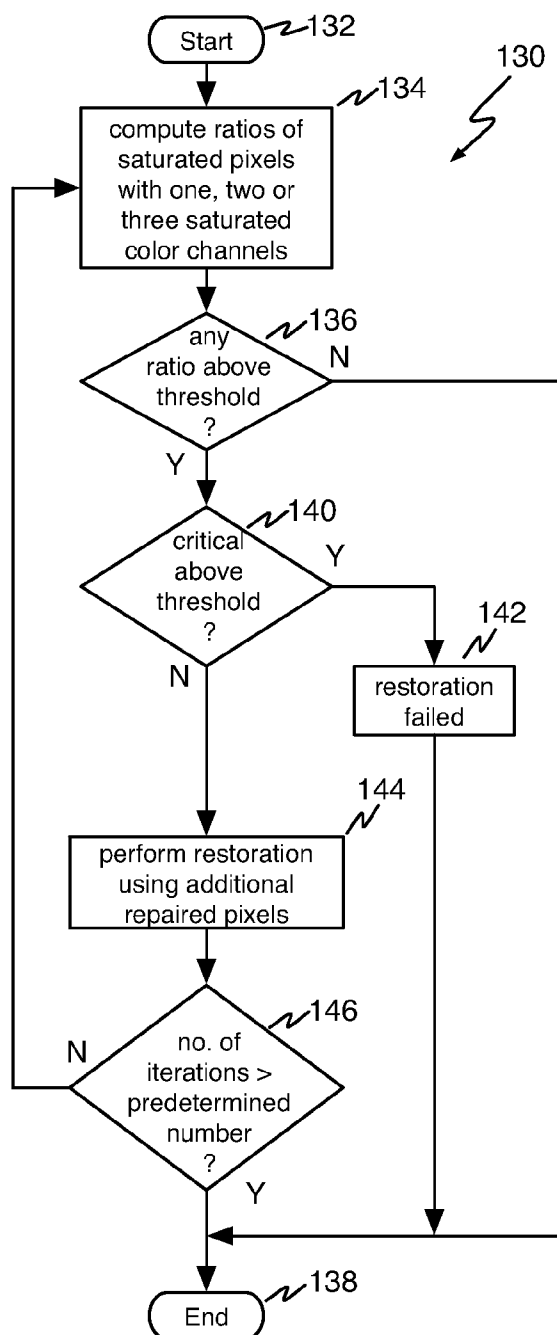 Start
132
130
134
compute ratios of
saturated pixels
with one, two or
three saturated
color channels
136
any
ratio above
threshold
?
N
Y
140
critical
above
threshold
?
Y
N
142
restoration
failed
144
perform restoration
using additional
repaired pixels
146
N
no. of
iterations >
predetermined
number
?
Y
138
End